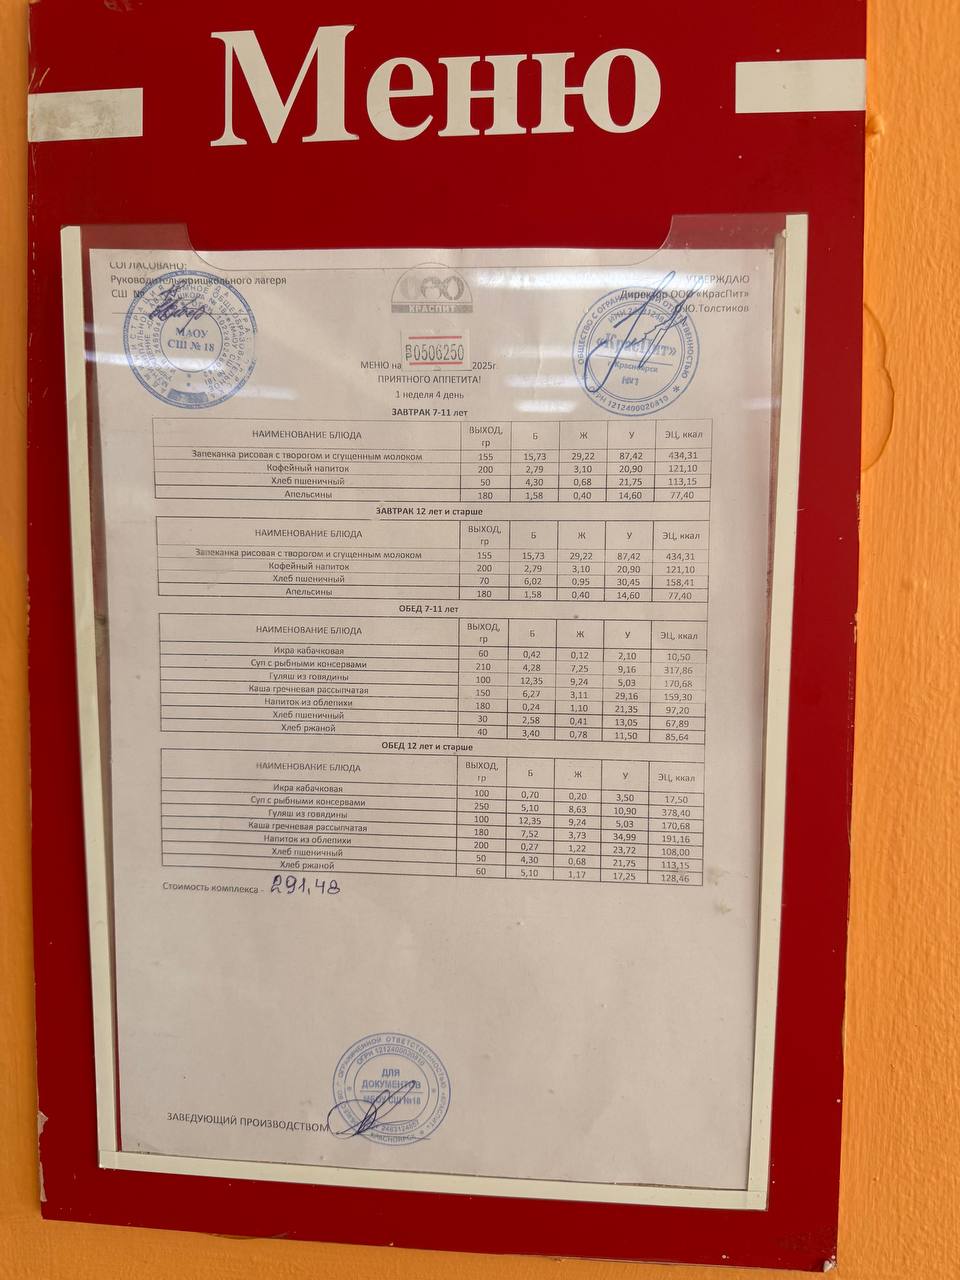 Меню
СОГЛАСОВАНО:
Руководитель пришкольного лагеря
СШ №
МАОУ
СШ № 18
КРАСПИТ
УТВЕРЖДАЮ
Директор ООО «КрасПит»
Ю.Толстиков
«КрасПит»
Красноярск
ОГРН 1212400020810
0506250
МЕНЮ на 2025г
ПРИЯТНОГО АППЕТИТА!
1 неделя 4 день
ЗАВТРАК 7-11 лет
НАИМЕНОВАНИЕ БЛЮДА ВЫХОД, гр Б Ж У ЭЦ, ккал
Запеканка рисовая с творогом и сгущенным молоком 155 15,73 29,22 87,42 434,31
Кофейный напиток 200 2,79 3,10 20,90 121,10
Хлеб пшеничный 50 4,30 0,68 21,75 113,15
Апельсины 180 1,58 0,40 14,60 77,40
ЗАВТРАК 12 лет и старше
НАИМЕНОВАНИЕ БЛЮДА ВЫХОД, гр Б Ж У ЭЦ, ккал
Запеканка рисовая с творогом и сгущенным молоком 155 15,73 29,22 87,42 434,31
Кофейный напиток 200 2,79 3,10 20,90 121,10
Хлеб пшеничный 70 6,02 0,95 30,45 158,41
Апельсины 180 1,58 0,40 14,60 77,40
ОБЕД 7-11 лет
НАИМЕНОВАНИЕ БЛЮДА ВЫХОД, гр Б Ж У ЭЦ, ккал
Икра кабачковая 60 0,42 0,12 2,10 10,50
Суп с рыбными консервами 210 4,28 7,25 9,16 317,86
Гуляш из говядины 100 12,35 9,24 5,03 170,68
Каша гречневая рассыпчатая 150 6,27 3,11 29,16 159,30
Напиток из облепихи 180 0,24 1,10 21,35 97,20
Хлеб пшеничный 30 2,58 0,41 13,05 67,89
Хлеб ржаной 40 3,40 0,78 11,50 85,64
ОБЕД 12 лет и старше
НАИМЕНОВАНИЕ БЛЮДА ВЫХОД, гр Б Ж У ЭЦ, ккал
Икра кабачковая 100 0,70 0,20 3,50 17,50
Суп с рыбными консервами 250 5,10 8,63 10,90 378,40
Гуляш из говядины 100 12,35 9,24 5,03 170,68
Каша гречневая рассыпчатая 180 7,52 3,73 34,99 191,16
Напиток из облепихи 200 0,27 1,22 23,72 108,00
Хлеб пшеничный 50 4,30 0,68 21,75 113,15
Хлеб ржаной 60 5,10 1,17 17,25 128,46
Стоимость комплекса - 291,48
ОГРН 1212400020810
ДЛЯ
ДОКУМЕНТОВ
МБОУ СШ №18
КРАСНОЯРСК
ЗАВЕДУЮЩИЙ ПРОИЗВОДСТВОМ